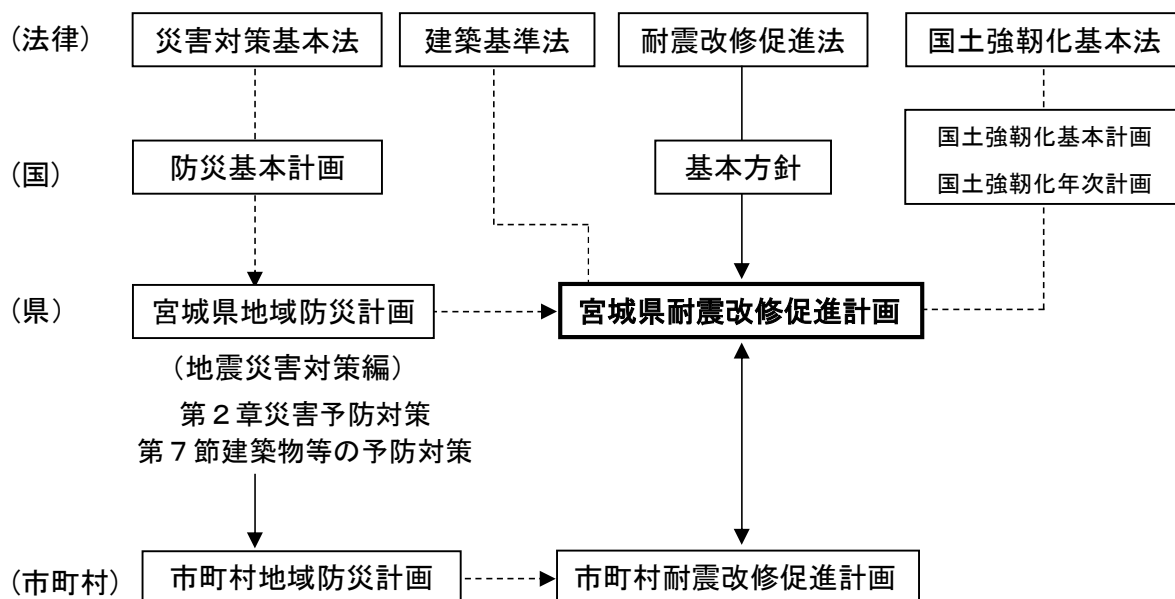 (法律)
災害対策基本法
建築基準法
耐震改修促進法
国土強靭化基本法
(国)
防災基本計画
基本方針
国土強靭化基本計画
国土強靭化年次計画
(県)
宮城県地域防災計画
宮城県耐震改修促進計画
(地震災害対策編)
第2章災害予防対策
第7節建築物等の予防対策
(市町村)
市町村地域防災計画
市町村耐震改修促進計画